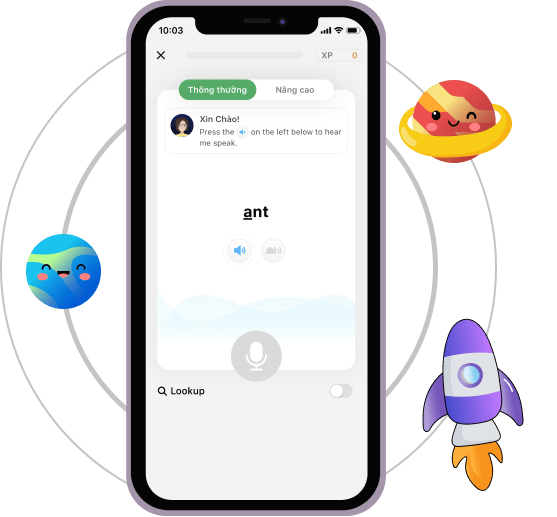 10:03
XP 0
Thông thường Nâng cao
Xin Chào!
Press the on the left below to hear
me speak.
ant
Lookup